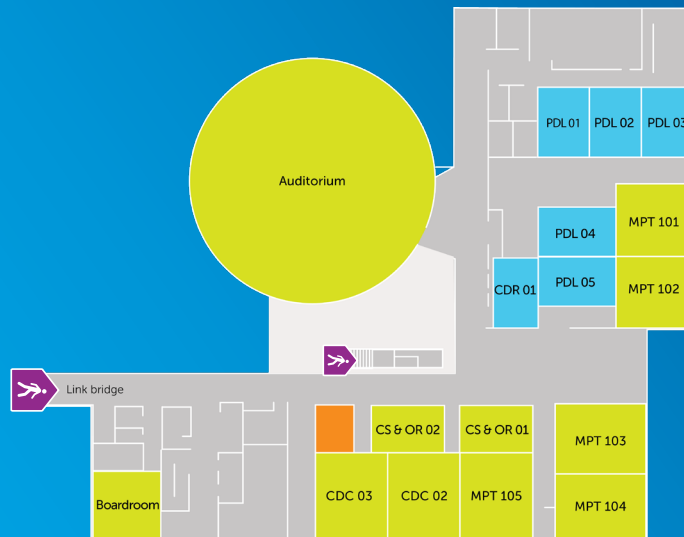 PDL 01
PDL 02
PDL 03
Auditorium
MPT 101
PDL 04
PDL 05
CDR 01
MPT 102
Link bridge
CS & OR 02
CS & OR 01
MPT 103
CDC 03
CDC 02
MPT 105
Boardroom
MPT 104